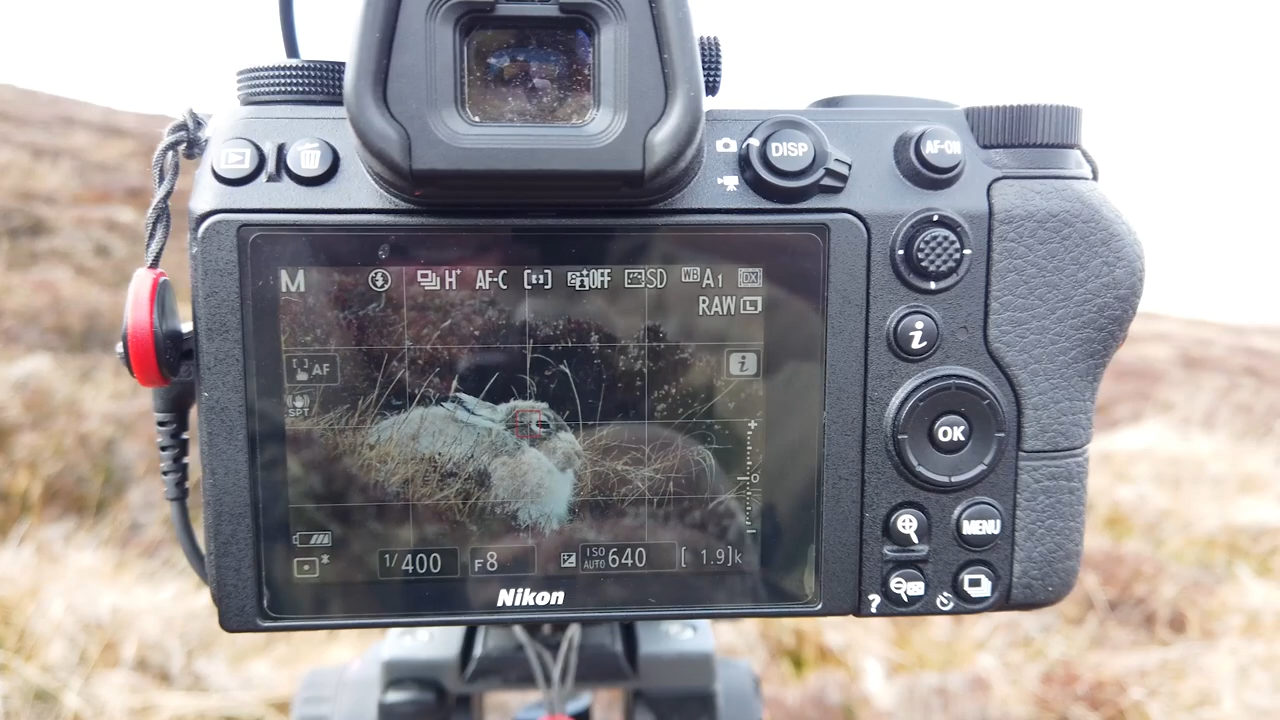 DISP
AF-ON
M H+ AF-C OFF SD WB A1 DX
RAW L
AF
i
i
SPT
OK
MENU
1/400 F8 ISO AUTO 640 [ 1.9]k
?
Nikon